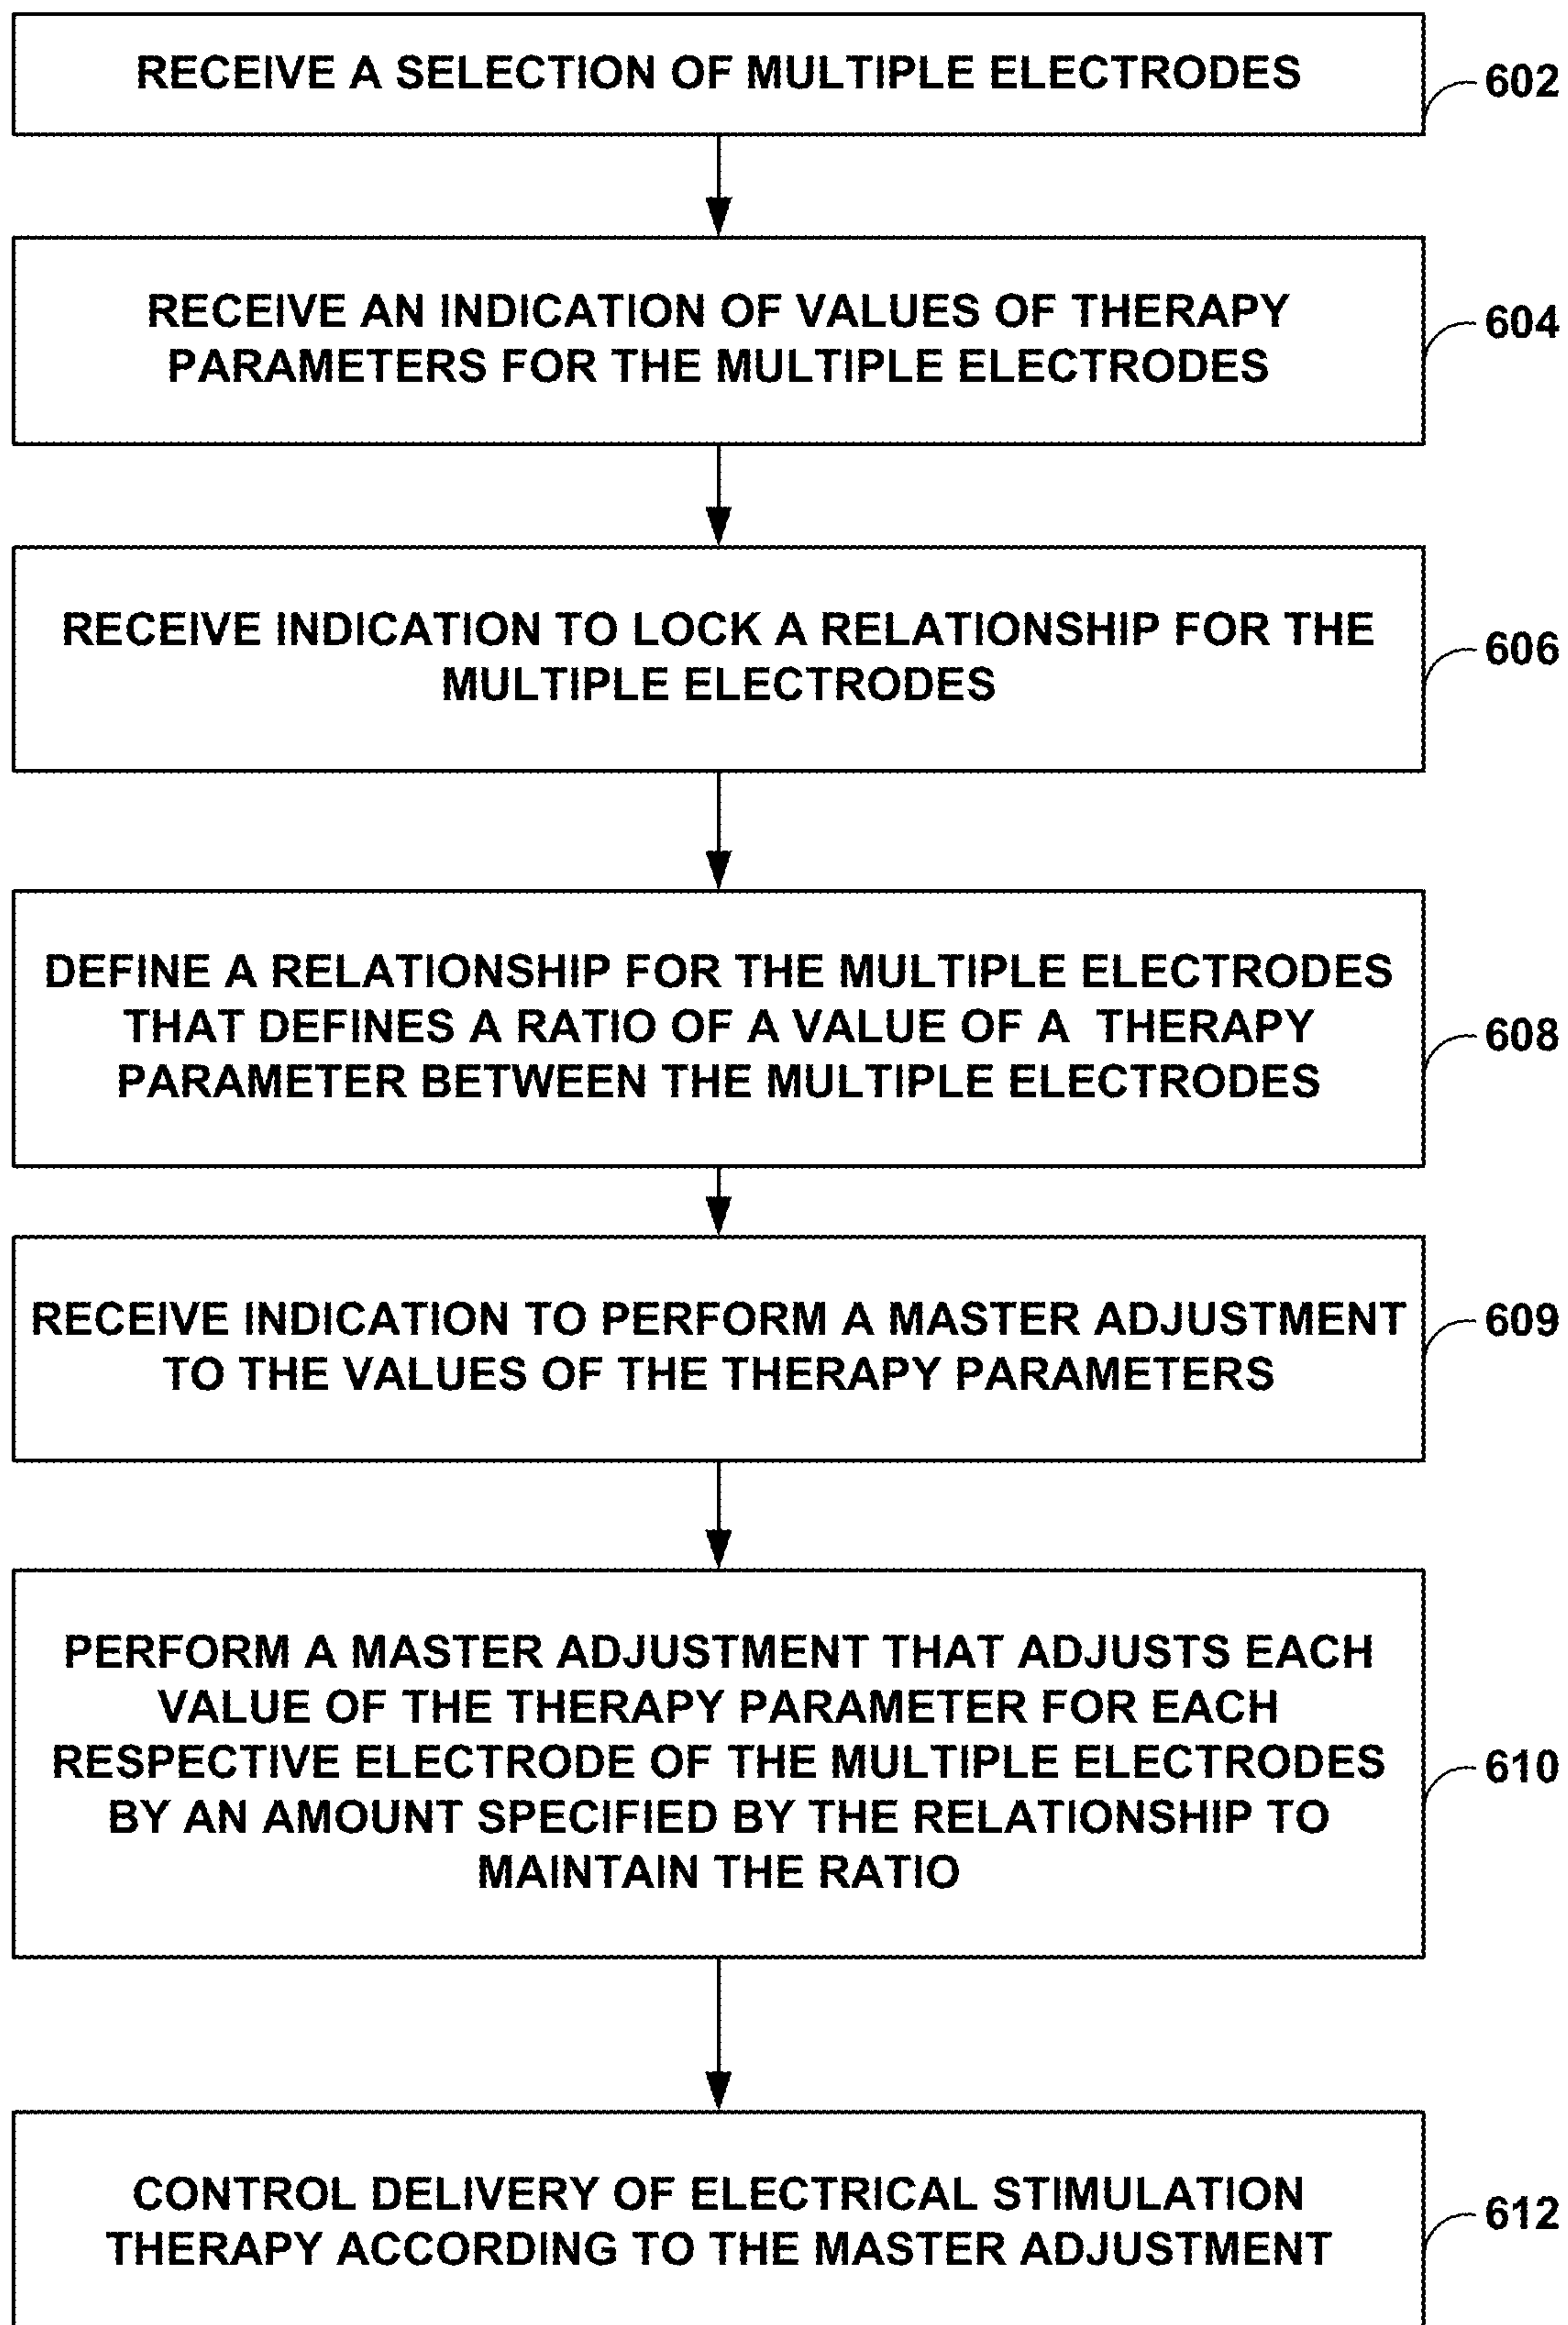 RECEIVE A SELECTION OF MULTIPLE ELECTRODES
602
RECEIVE AN INDICATION OF VALUES OF THERAPY
PARAMETERS FOR THE MULTIPLE ELECTRODES
604
RECEIVE INDICATION TO LOCK A RELATIONSHIP FOR THE
MULTIPLE ELECTRODES
606
DEFINE A RELATIONSHIP FOR THE MULTIPLE ELECTRODES
THAT DEFINES A RATIO OF A VALUE OF A THERAPY
PARAMETER BETWEEN THE MULTIPLE ELECTRODES
608
RECEIVE INDICATION TO PERFORM A MASTER ADJUSTMENT
TO THE VALUES OF THE THERAPY PARAMETERS
609
PERFORM A MASTER ADJUSTMENT THAT ADJUSTS EACH
VALUE OF THE THERAPY PARAMETER FOR EACH
RESPECTIVE ELECTRODE OF THE MULTIPLE ELECTRODES
BY AN AMOUNT SPECIFIED BY THE RELATIONSHIP TO
MAINTAIN THE RATIO
610
CONTROL DELIVERY OF ELECTRICAL STIMULATION
THERAPY ACCORDING TO THE MASTER ADJUSTMENT
612